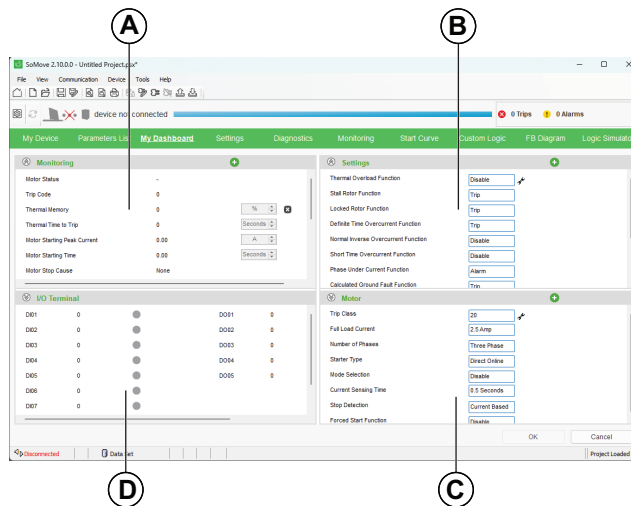 A
B
SoMove 2.10.0.0 - Untitled Project.psx*
File View Communication Device Tools Help
device not connected
0 Trips 0 Alarms
My Device Parameters List My Dashboard Settings Diagnostics Monitoring Start Curve Custom Logic FB Diagram Logic Simulato
Monitoring
Motor Status -
Trip Code 0
Thermal Memory 0 %
Thermal Time to Trip 0 Seconds
Motor Starting Peak Current 0.00 A
Motor Starting Time 0.00 Seconds
Motor Stop Cause None
Settings
Thermal Overload Function Disable
Stall Rotor Function Trip
Locked Rotor Function Trip
Definite Time Overcurrent Function Trip
Normal Inverse Overcurrent Function Disable
Short Time Overcurrent Function Disable
Phase Under Current Function Alarm
Calculated Ground Fault Function Trip
I/O Terminal
DI01 0 DO01 0
DI02 0 DO02 0
DI03 0 DO03 0
DI04 0 DO04 0
DI05 0 DO05 0
DI06 0
DI07 0
Motor
Trip Class 20
Full Load Current 2.5 Amp
Number of Phases Three Phase
Starter Type Direct Online
Mode Selection Disable
Current Sensing Time 0.5 Seconds
Stop Detection Current Based
Forced Start Function Disable
OK Cancel
Disconnected Data Set Project Loaded
D
C